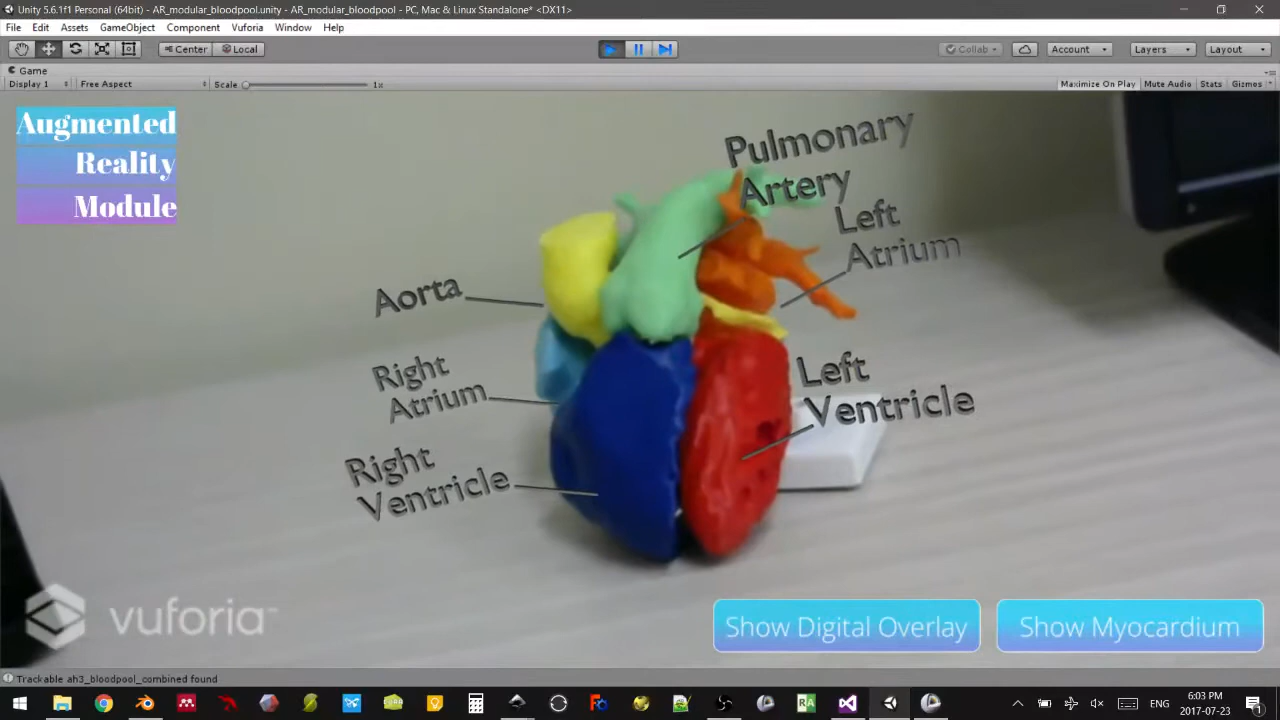 Unity 5.6.1f1 Personal (64bit) - AR_modular_bloodpool.unity - AR_modular_bloodpool - PC, Mac & Linux Standalone* <DX11>
File Edit Assets GameObject Component Vuforia Window Help
Center Local Collab Account Layers Layout
Game
Display 1 Free Aspect Scale 1x Maximize On Play Mute Audio Stats Gizmos
Augmented
Reality
Module
Pulmonary
Artery
Left
Atrium
Aorta
Right
Atrium
Left
Ventricle
Right
Ventricle
vuforia™
Show Digital Overlay Show Myocardium
Trackable ah3_bloodpool_combined found
ENG
6:03 PM
2017-07-23